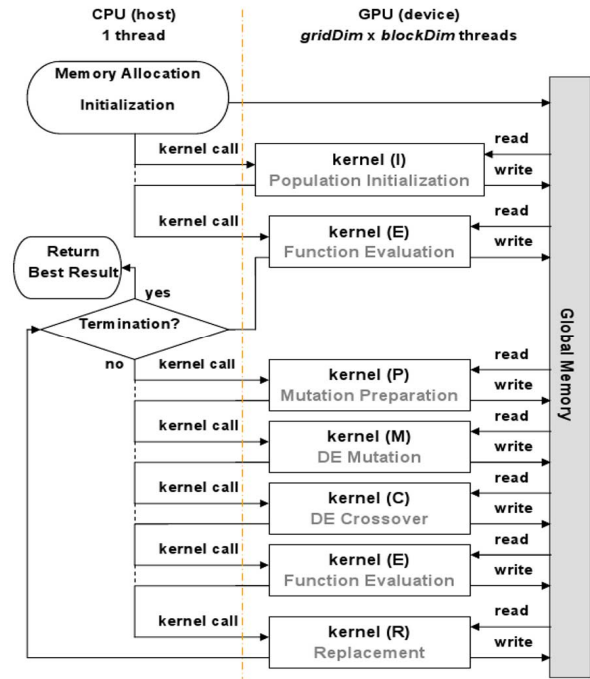 CPU (host)
1 thread
GPU (device)
gridDim x blockDim threads
Memory Allocation
Initialization
kernel call
kernel (I)
Population Initialization
read
write
kernel call
kernel (E)
Function Evaluation
read
write
Return
Best Result
yes
Termination?
no
Global Memory
kernel call
kernel (P)
Mutation Preparation
read
write
kernel call
kernel (M)
DE Mutation
read
write
kernel call
kernel (C)
DE Crossover
read
write
kernel call
kernel (E)
Function Evaluation
read
write
kernel call
kernel (R)
Replacement
read
write